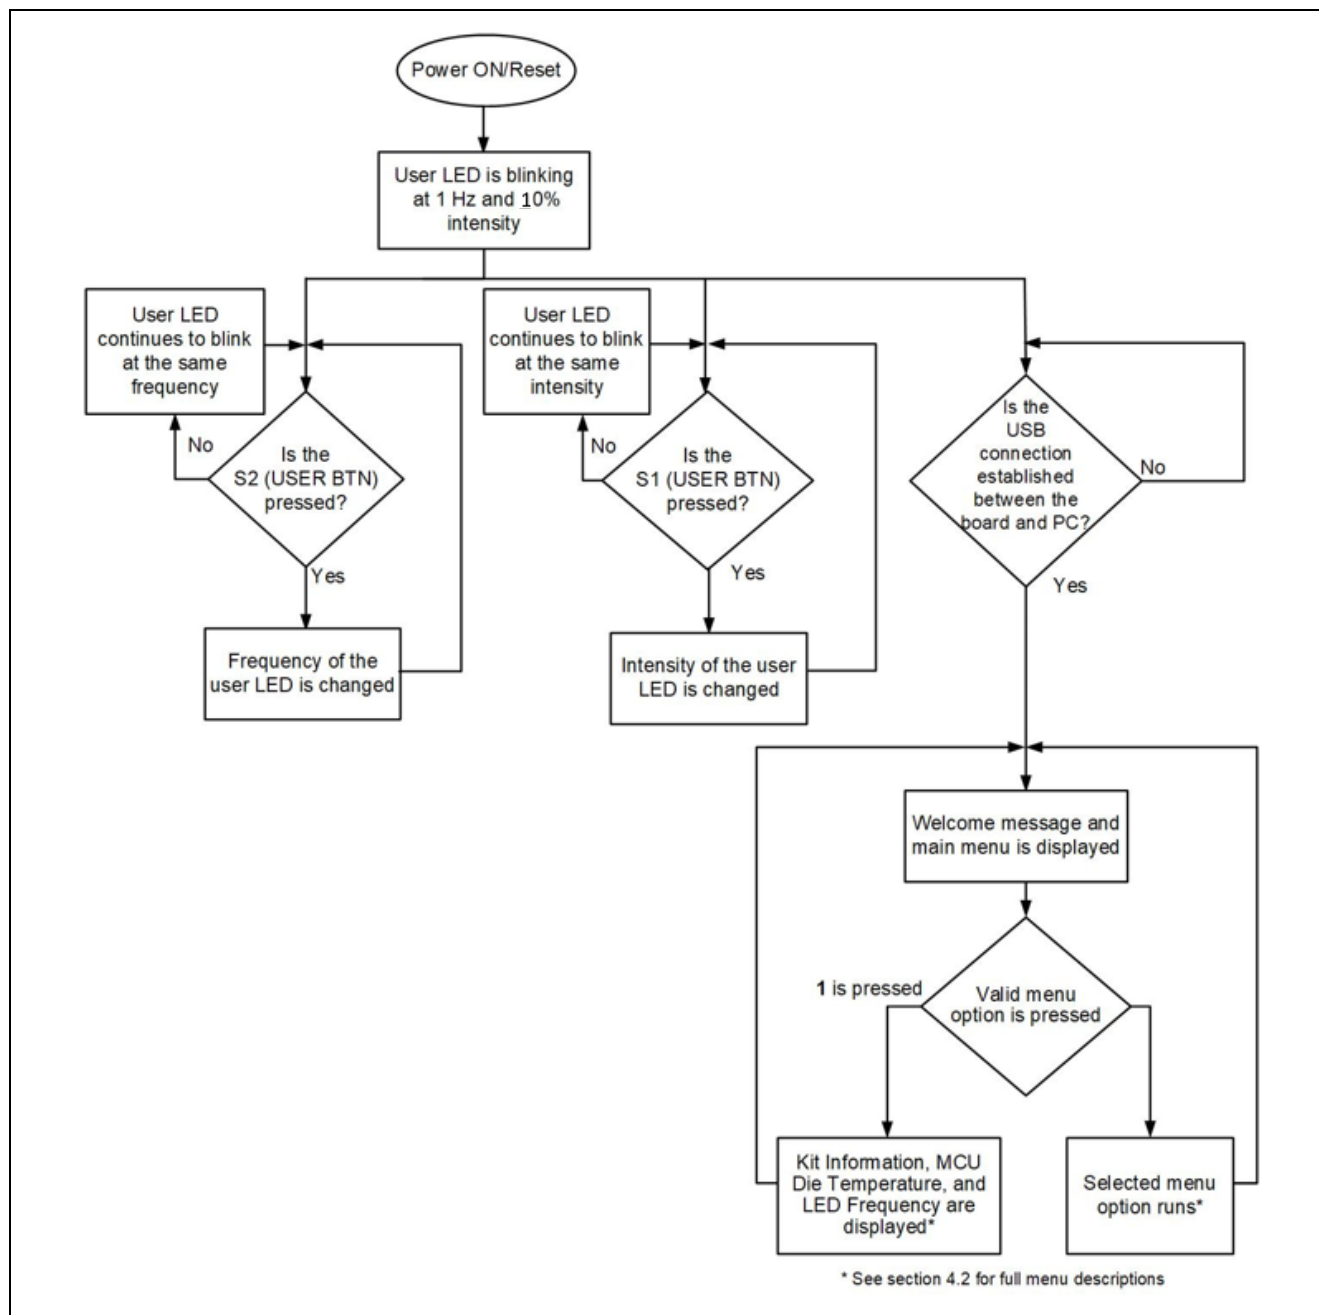 Power ON/Reset
User LED is blinking
at 1 Hz and 10%
intensity
User LED
continues to blink
at the same
frequency
No
Is the
S2 (USER BTN)
pressed?
Yes
Frequency of the
user LED is changed
User LED
continues to blink
at the same
intensity
No
Is the
S1 (USER BTN)
pressed?
Yes
Intensity of the user
LED is changed
Is the
USB
connection
established
between the
board and PC?
No
Yes
Welcome message and
main menu is displayed
1 is pressed
Valid menu
option is pressed
Kit Information, MCU
Die Temperature, and
LED Frequency are
displayed*
Selected menu
option runs*
* See section 4.2 for full menu descriptions